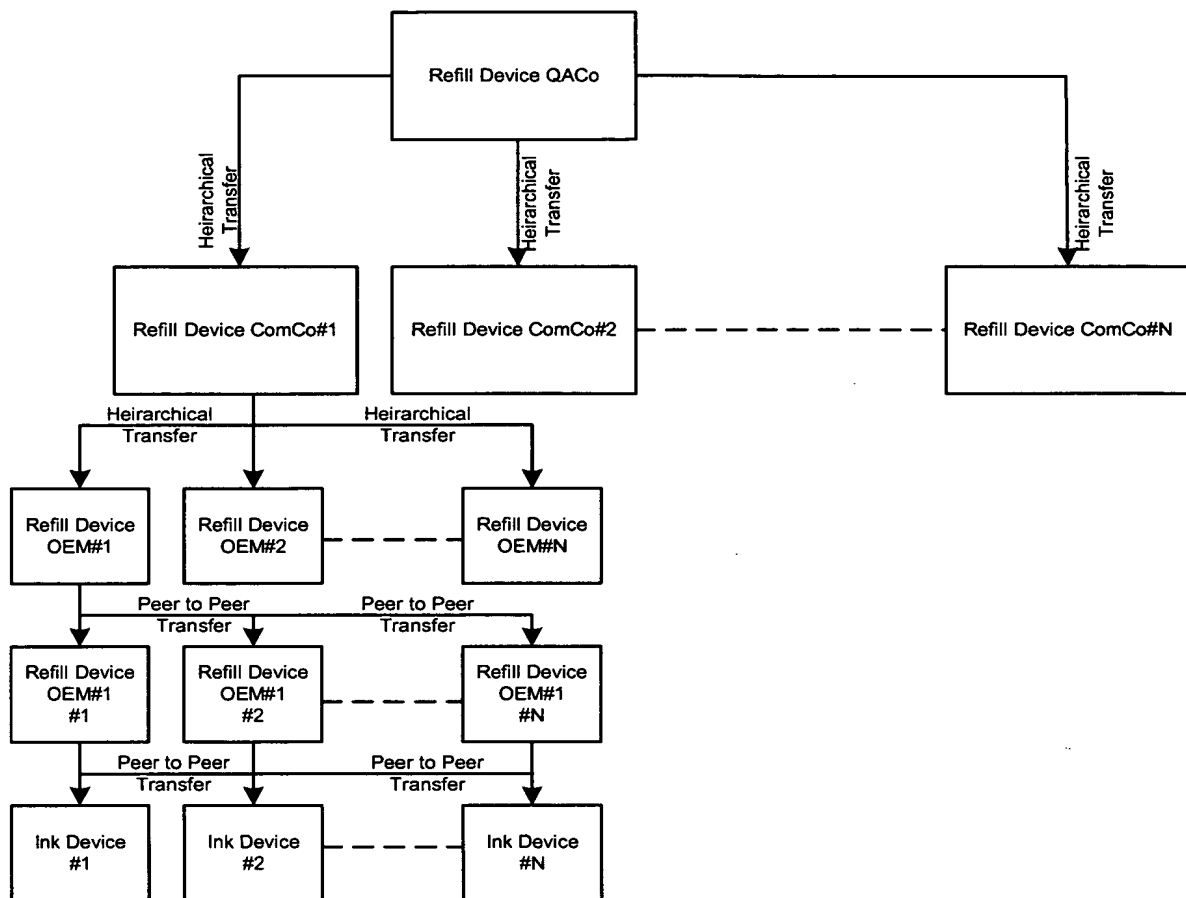 Refill Device QACo
Heirarchical
Transfer
Heirarchical
Transfer
Heirarchical
Transfer
Refill Device ComCo#1
Refill Device ComCo#2
Refill Device ComCo#N
Heirarchical
Transfer
Heirarchical
Transfer
Refill Device
OEM#1
Refill Device
OEM#2
Refill Device
OEM#N
Peer to Peer
Transfer
Peer to Peer
Transfer
Refill Device
OEM#1
#1
Refill Device
OEM#1
#2
Refill Device
OEM#1
#N
Peer to Peer
Transfer
Peer to Peer
Transfer
Ink Device
#1
Ink Device
#2
Ink Device
#N